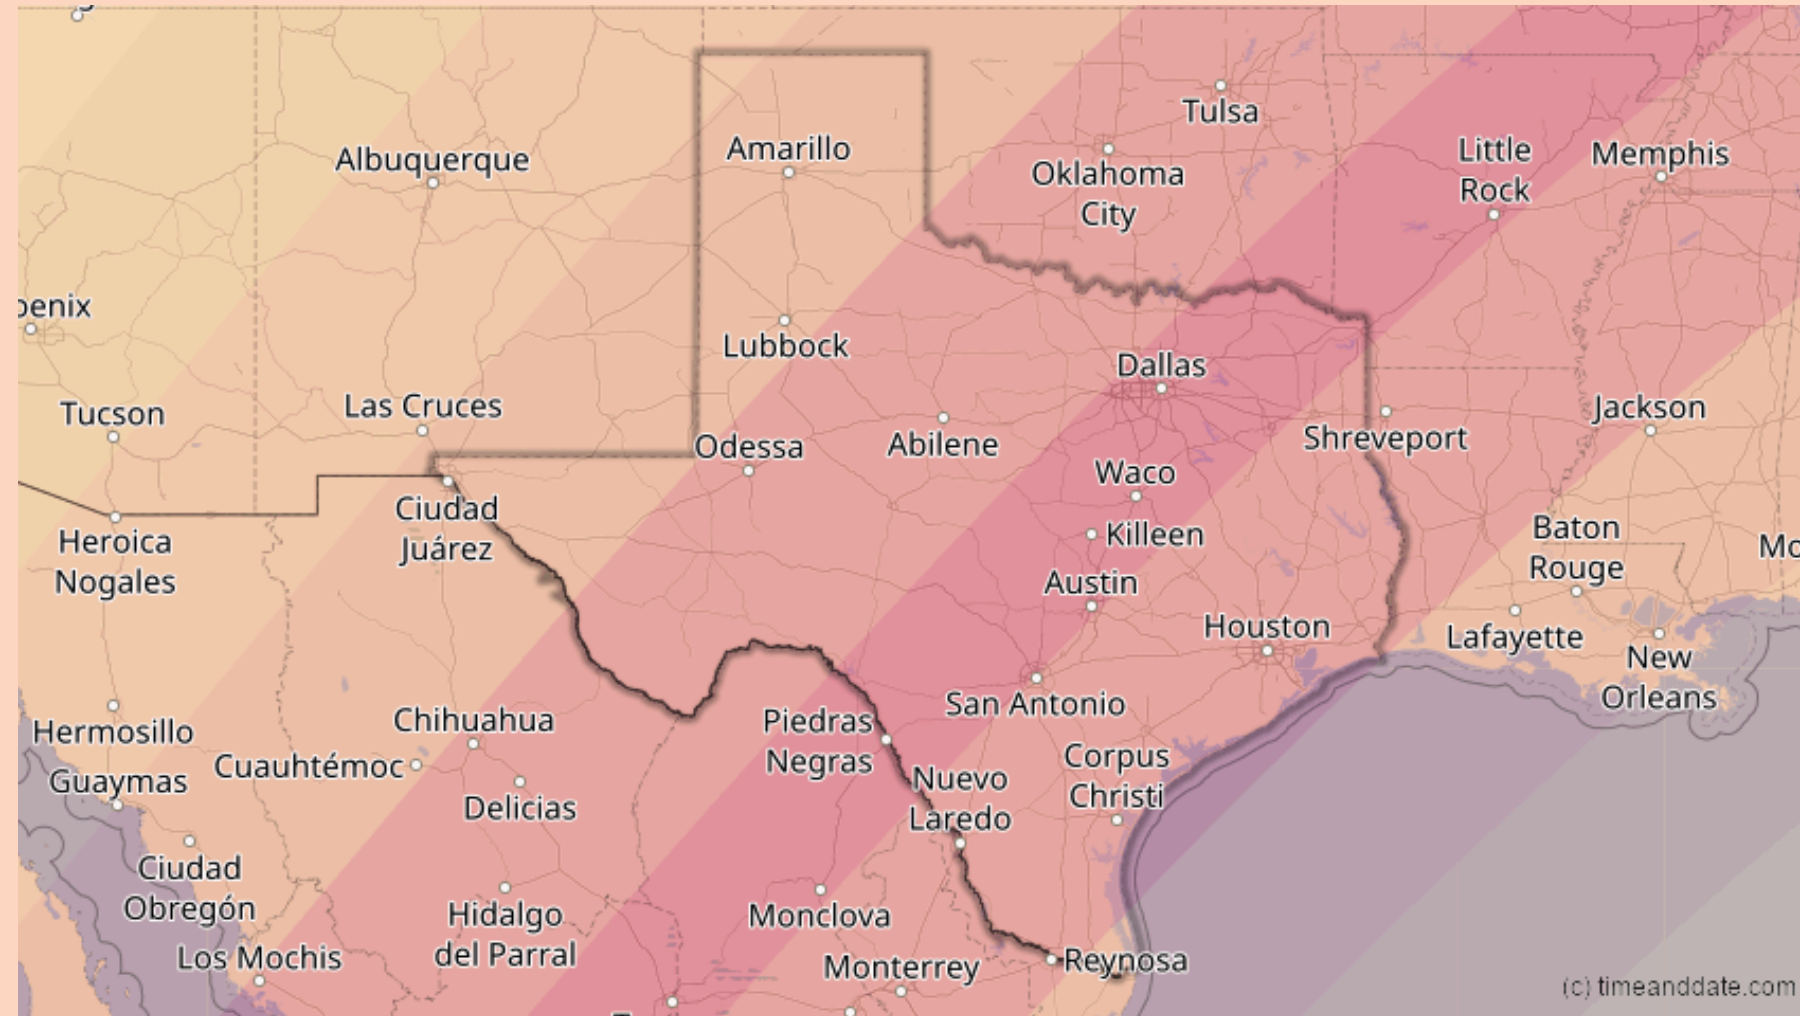 Tulsa
Albuquerque
Amarillo
Oklahoma
City
Little
Rock
Memphis
oenix
Lubbock
Dallas
Tucson
Las Cruces
Odessa
Abilene
Shreveport
Jackson
Waco
Ciudad
Juárez
Killeen
Heroica
Nogales
Baton
Rouge
Mo
Austin
Houston
Lafayette
New
Orleans
Hermosillo
Chihuahua
San Antonio
Piedras
Negras
Cuauhtémoc
Guaymas
Delicias
Nuevo
Laredo
Corpus
Christi
Ciudad
Obregón
Hidalgo
del Parral
Monclova
Los Mochis
Monterrey
Reynosa
(c) timeanddate.com